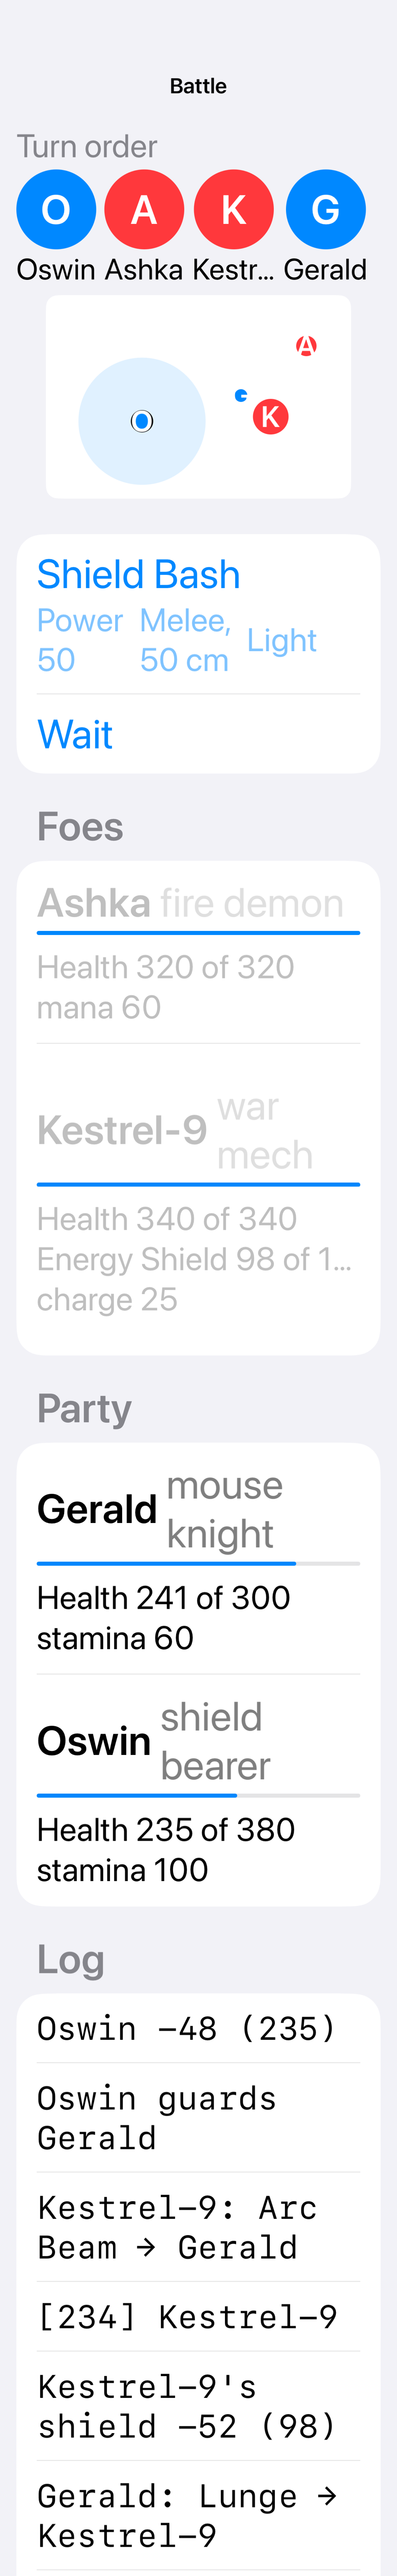 Battle
Turn order
O A K G
Oswin Ashka Kestr... Gerald
A
K
Shield Bash
Power Melee, Light
50 50 cm
Wait
Foes
Ashka fire demon
Health 320 of 320
mana 60
Kestrel-9 war
mech
Health 340 of 340
Energy Shield 98 of 1...
charge 25
Party
Gerald mouse
knight
Health 241 of 300
stamina 60
Oswin shield
bearer
Health 235 of 380
stamina 100
Log
Oswin −48 (235)
Oswin guards
Gerald
Kestrel-9: Arc
Beam → Gerald
[234] Kestrel-9
Kestrel-9's
shield −52 (98)
Gerald: Lunge →
Kestrel-9